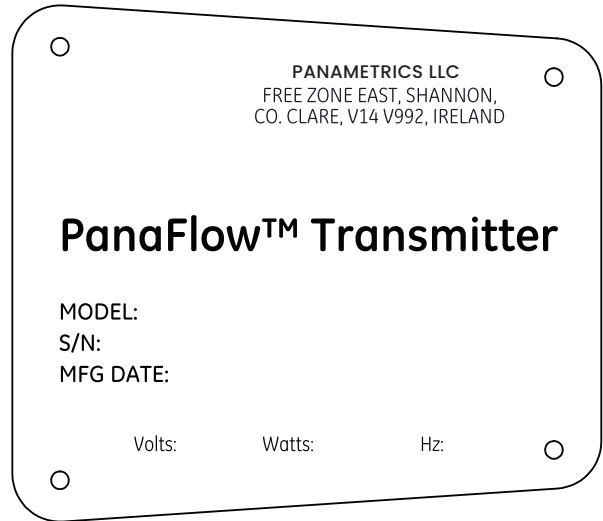 PANAMETRICS LLC
FREE ZONE EAST, SHANNON,
CO. CLARE, V14 V992, IRELAND
PanaFlow™ Transmitter
MODEL:
S/N:
MFG DATE:
Volts: Watts: Hz: